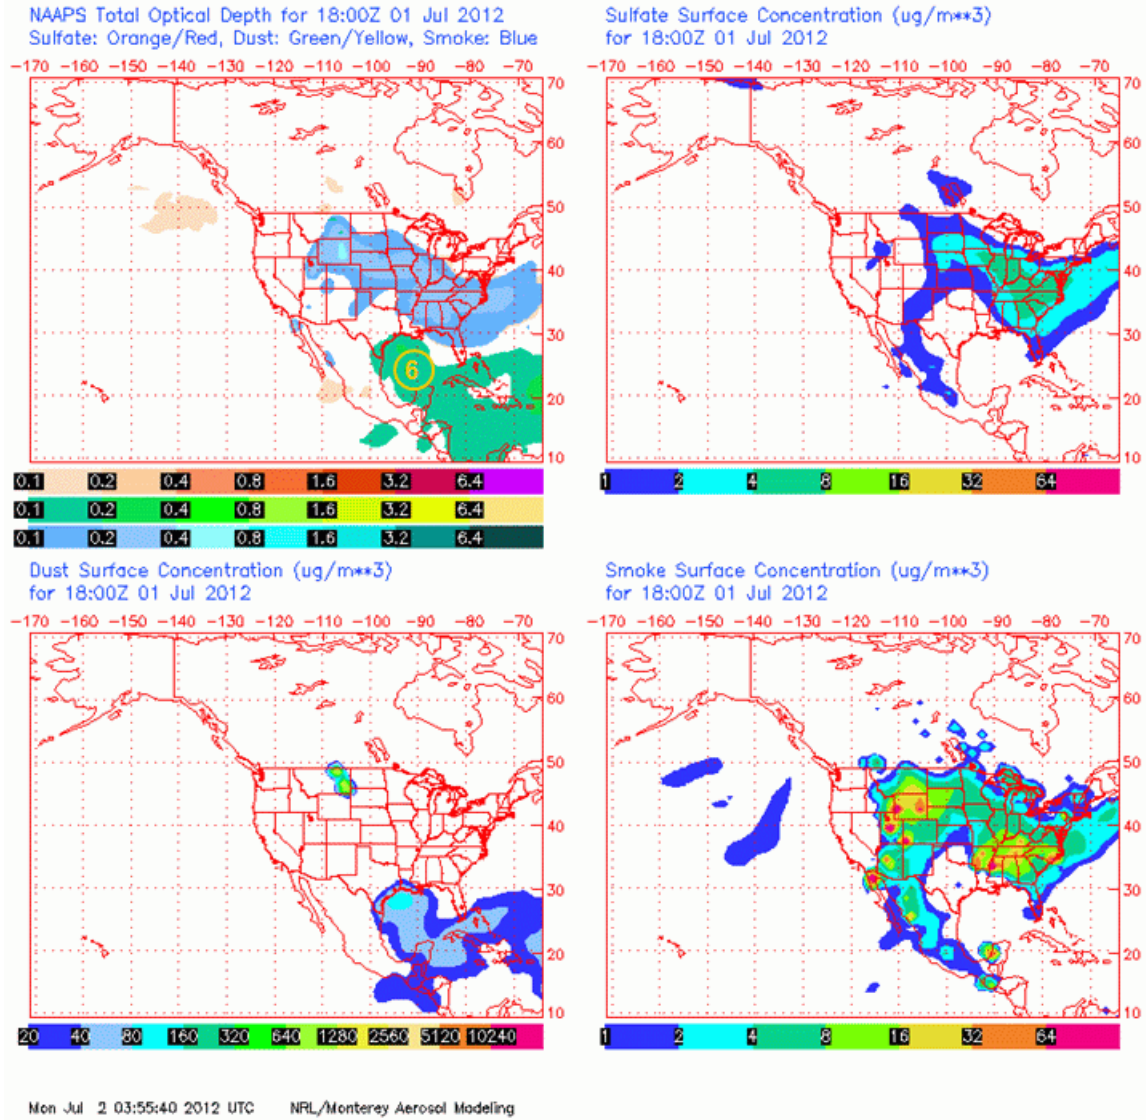 NAAPS Total Optical Depth for 18:00Z 01 Jul 2012
Sulfate: Orange/Red, Dust: Green/Yellow, Smoke: Blue
-170 -160 -150 -140 -130 -120 -110 -100 -90 -80 -70
70
60
50
40
30
20
10
6
0.1 0.2 0.4 0.8 1.6 3.2 6.4
0.1 0.2 0.4 0.8 1.6 3.2 6.4
0.1 0.2 0.4 0.8 1.6 3.2 6.4
Sulfate Surface Concentration (ug/m**3)
for 18:00Z 01 Jul 2012
-170 -160 -150 -140 -130 -120 -110 -100 -90 -80 -70
70
60
50
40
30
20
10
1 2 4 8 16 32 64
Dust Surface Concentration (ug/m**3)
for 18:00Z 01 Jul 2012
-170 -160 -150 -140 -130 -120 -110 -100 -90 -80 -70
70
60
50
40
30
20
10
20 40 80 160 320 640 1280 2560 5120 10240
Smoke Surface Concentration (ug/m**3)
for 18:00Z 01 Jul 2012
-170 -160 -150 -140 -130 -120 -110 -100 -90 -80 -70
70
60
50
40
30
20
10
1 2 4 8 16 32 64
Mon Jul 2 03:55:40 2012 UTC NRL/Monterey Aerosol Modeling